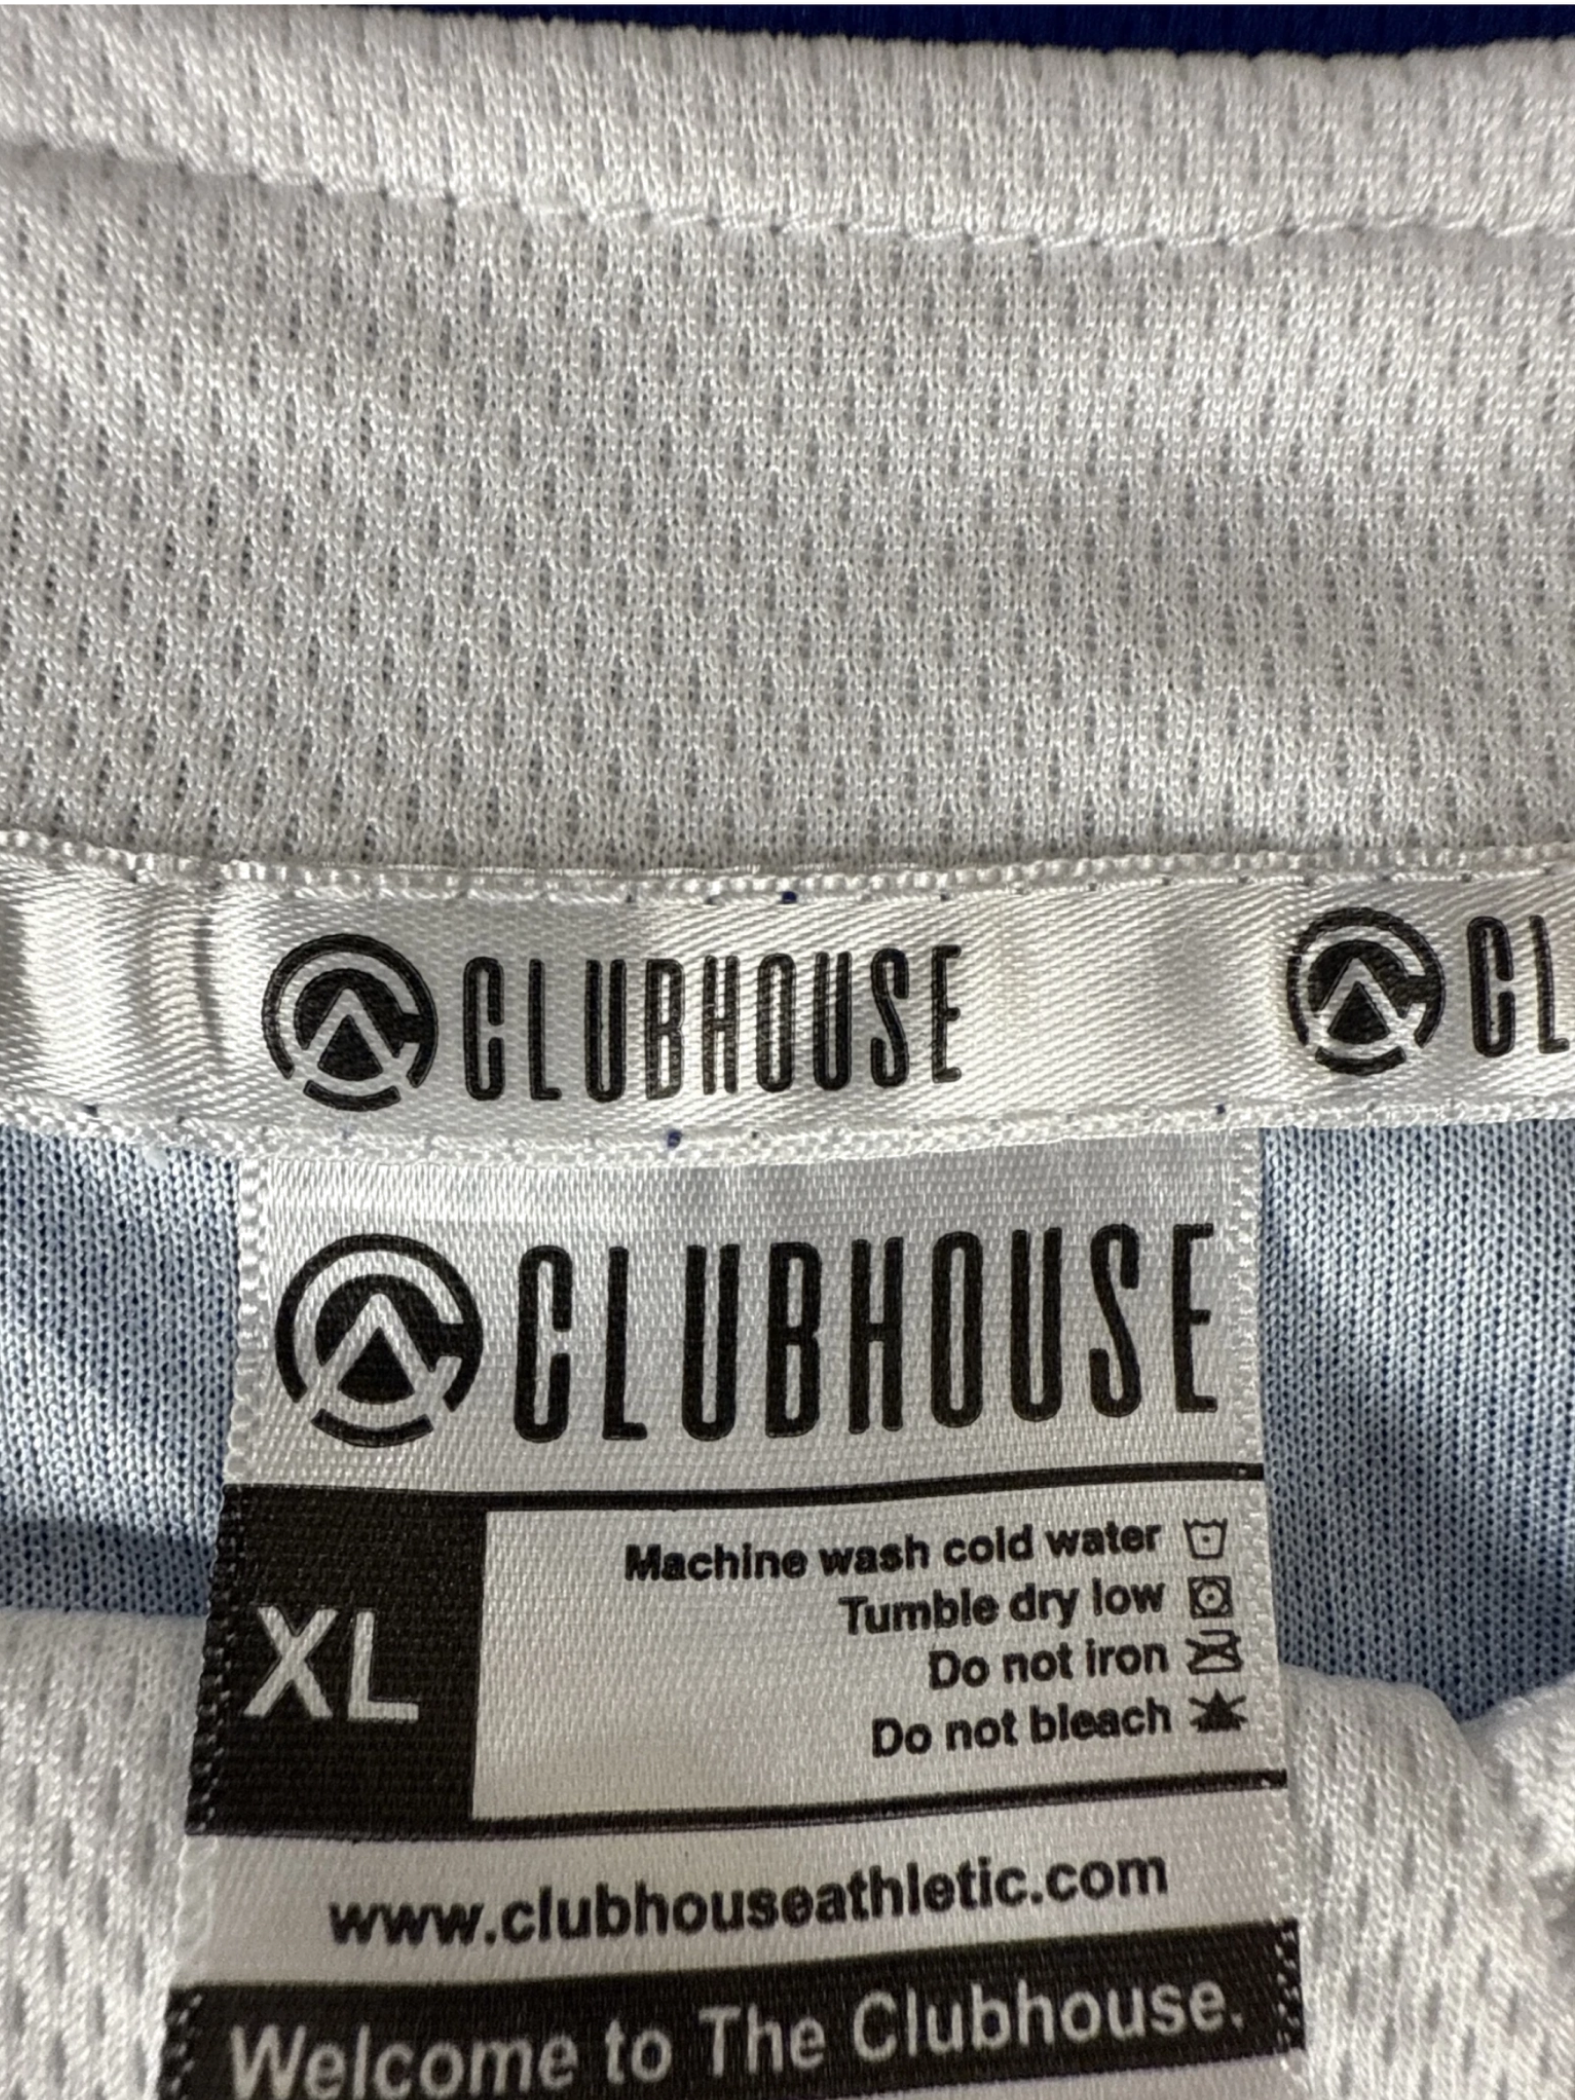 CLUBHOUSE CL
CLUBHOUSE
XL
Machine wash cold water
Tumble dry low
Do not iron
Do not bleach
www.clubhouseathletic.com
Welcome to The Clubhouse.